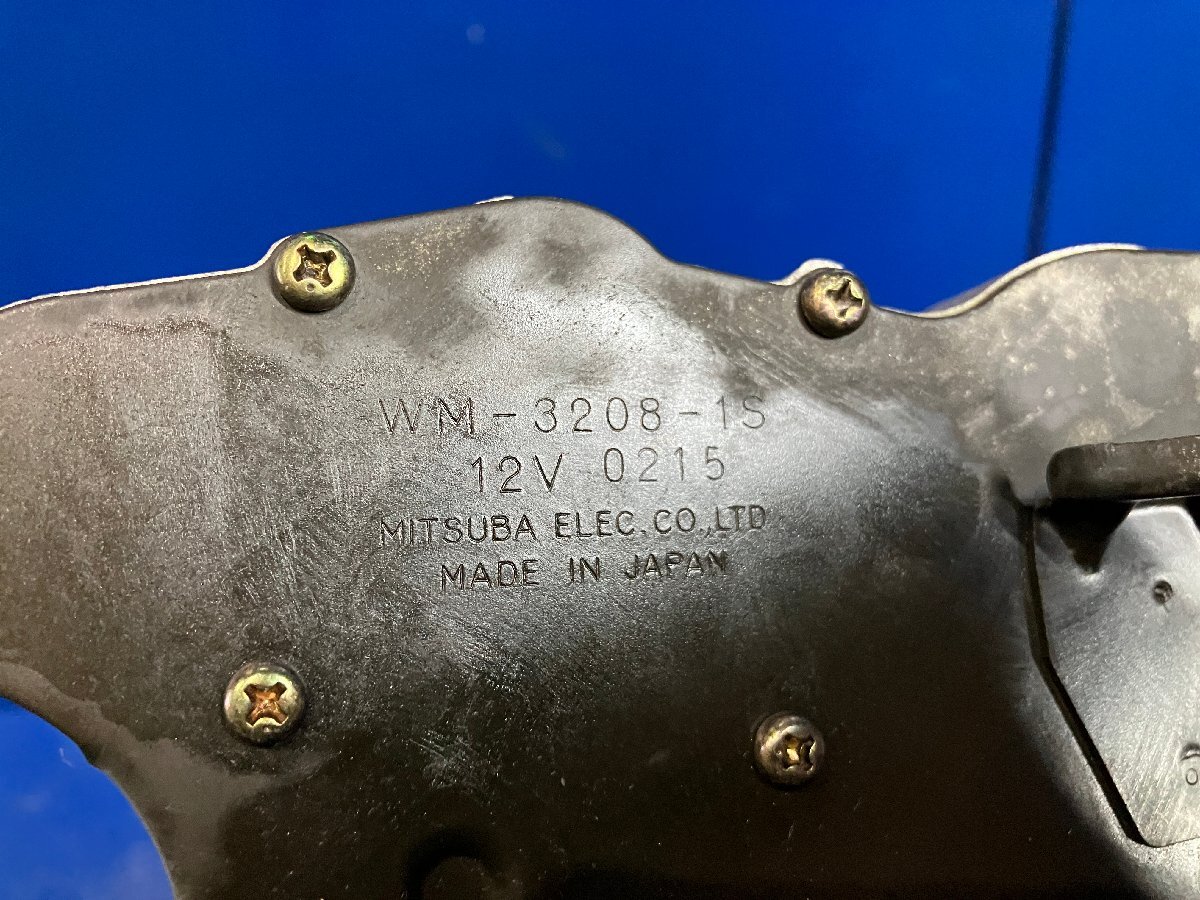 WM-3208-1S
12V 0215
MITSUBA ELEC.CO.,LTD
MADE IN JAPAN